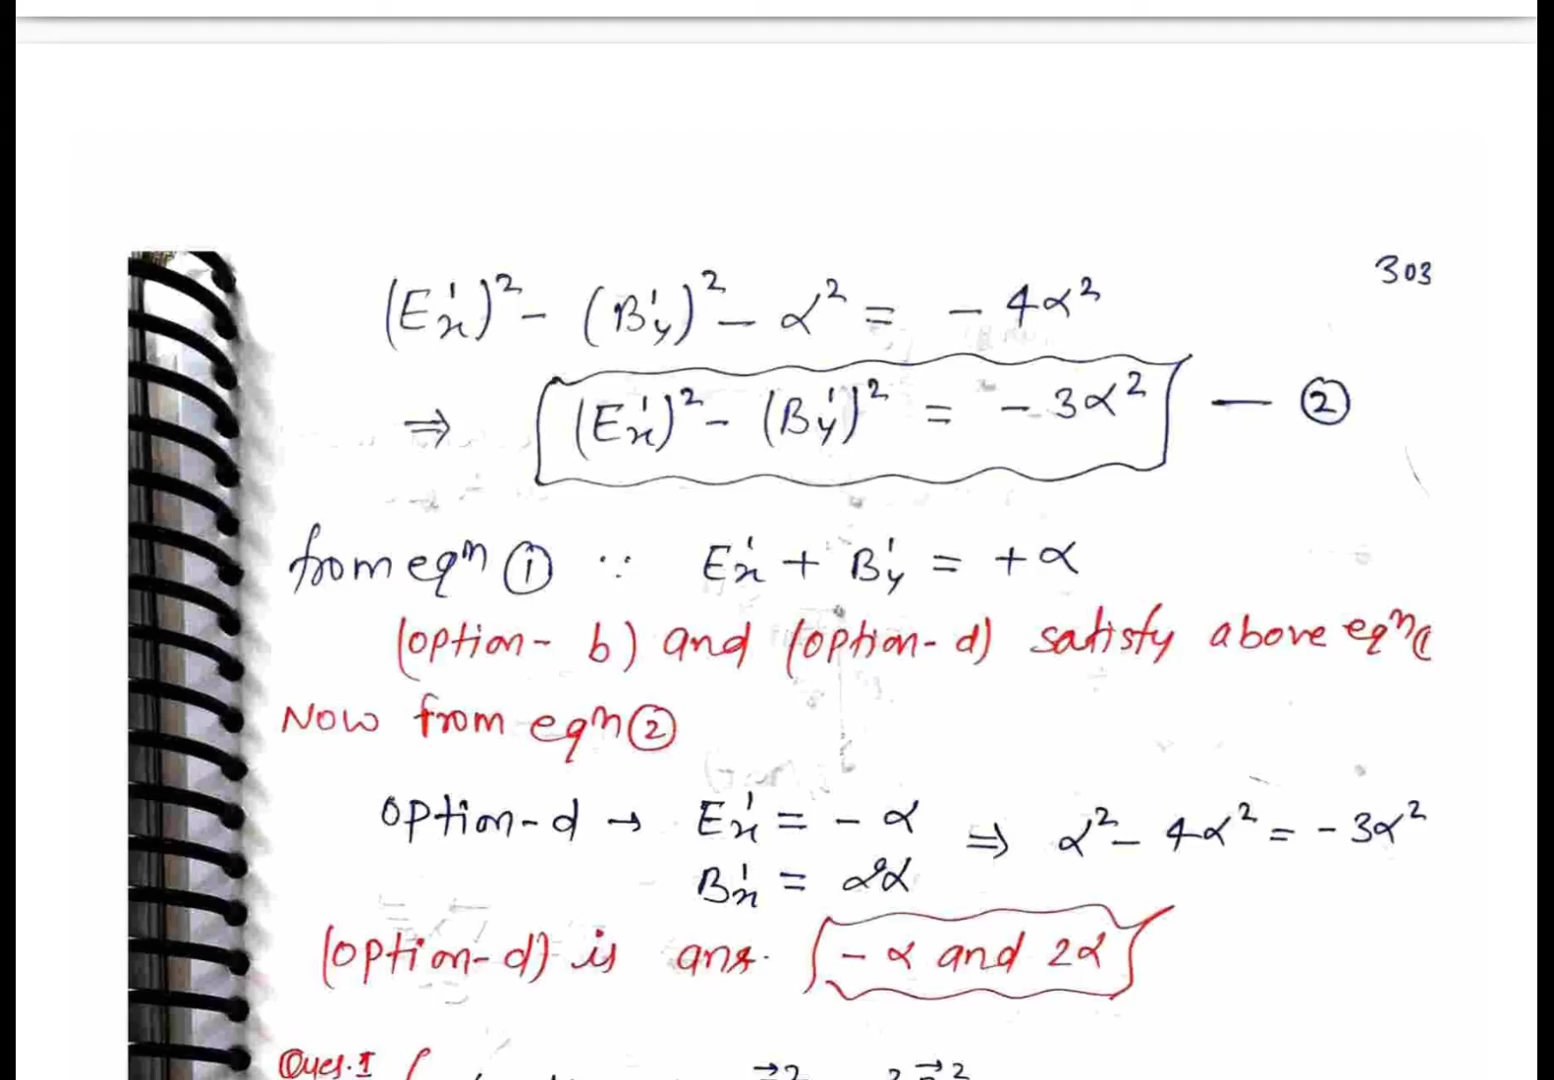 303
(E'x)² - (B'y)² - α² = - 4α²
⇒ (E'x)² - (B'y)² = - 3α² — ②
from eqⁿ ① ∵ E'x + B'y = +α
(option- b) and (option-d) satisfy above eqⁿ
Now from eqⁿ ②
option-d → E'x = - α ⇒ α² - 4α² = - 3α²
B'x = 2α
(option-d) is ans. - α and 2α
Ques.I